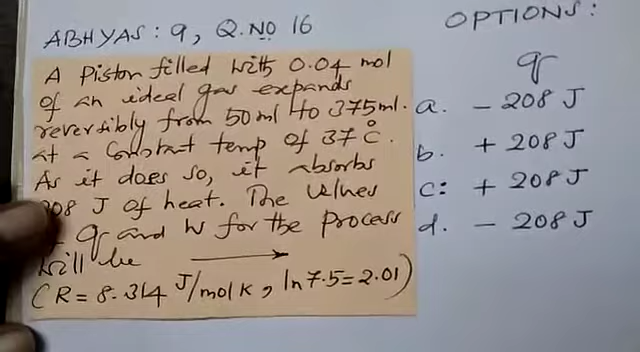 ABHYAS: 9, Q.NO 16
OPTIONS:
A Piston filled with 0.04 mol
of an ideal gas expands
reversibly from 50 ml to 375 ml.
at a Constant temp of 37°C.
As it does so, it absorbs
208 J of heat. The values
q and W for the process
will be →
(R = 8.314 J/mol K, ln 7.5 = 2.01)
q
a. - 208 J
b. + 208 J
c: + 208 J
d. - 208 J